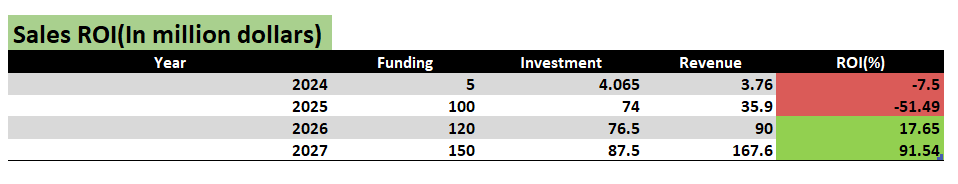 Sales ROI(In million dollars)
Year Funding Investment Revenue ROI(%)
2024 5 4.065 3.76 -7.5
2025 100 74 35.9 -51.49
2026 120 76.5 90 17.65
2027 150 87.5 167.6 91.54